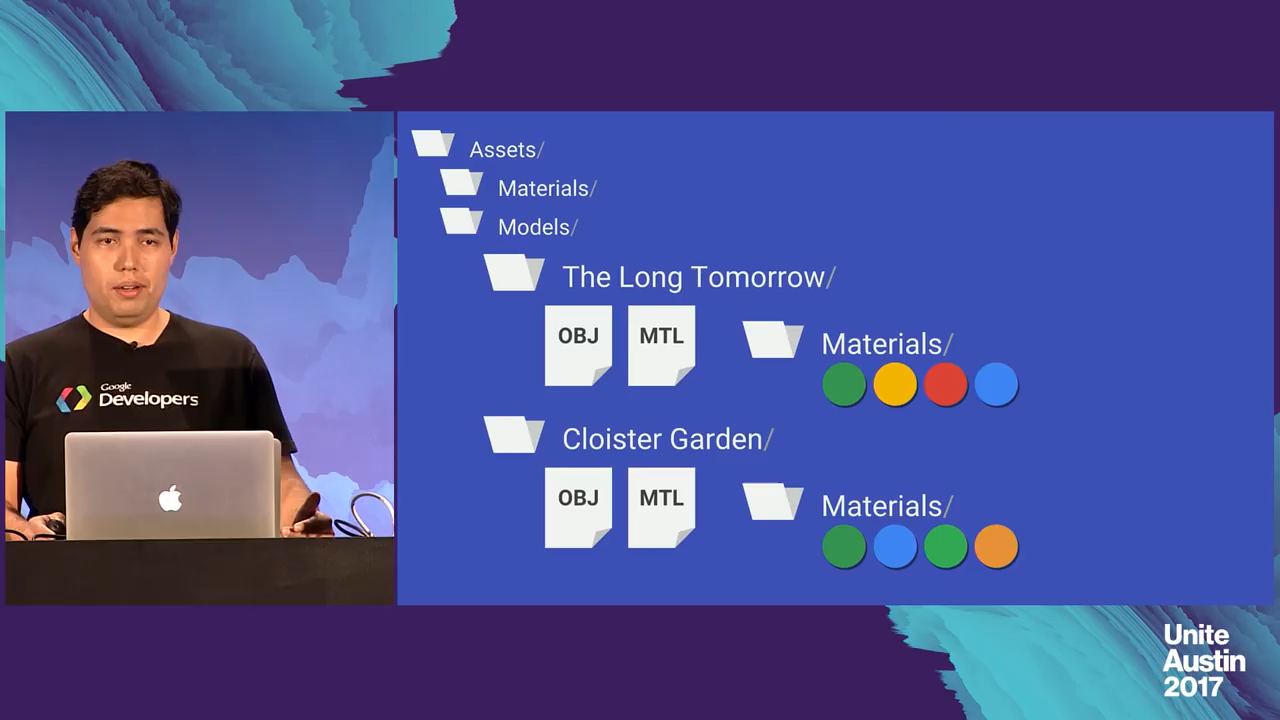 Assets/
Materials/
Models/
The Long Tomorrow/
OBJ MTL
Materials/
Cloister Garden/
OBJ MTL
Materials/
Google
Developers
Unite
Austin
2017